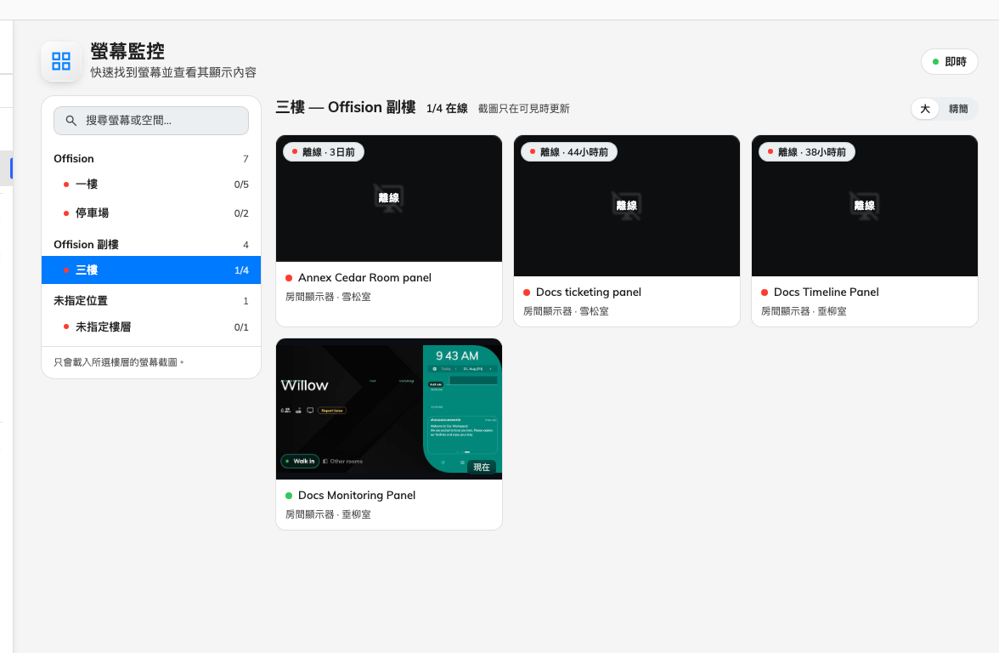 螢幕監控
快速找到螢幕並查看其顯示內容
即時
搜尋螢幕或空間...
Offision 7
一樓 0/5
停車場 0/2
Offision 副樓 4
三樓 1/4
未指定位置 1
未指定樓層 0/1
只會載入所選樓層的螢幕截圖。
三樓 — Offision 副樓 1/4 在線 截圖只在可見時更新
大 精簡
離線 · 3日前
離線
Annex Cedar Room panel
房間顯示器 · 雪松室
離線 · 44小時前
離線
Docs ticketing panel
房間顯示器 · 雪松室
離線 · 38小時前
離線
Docs Timeline Panel
房間顯示器 · 垂柳室
9 43 AM
Willow
Report Issue
Welcome to Our Workspace!
Walk in Other rooms
現在
Docs Monitoring Panel
房間顯示器 · 垂柳室